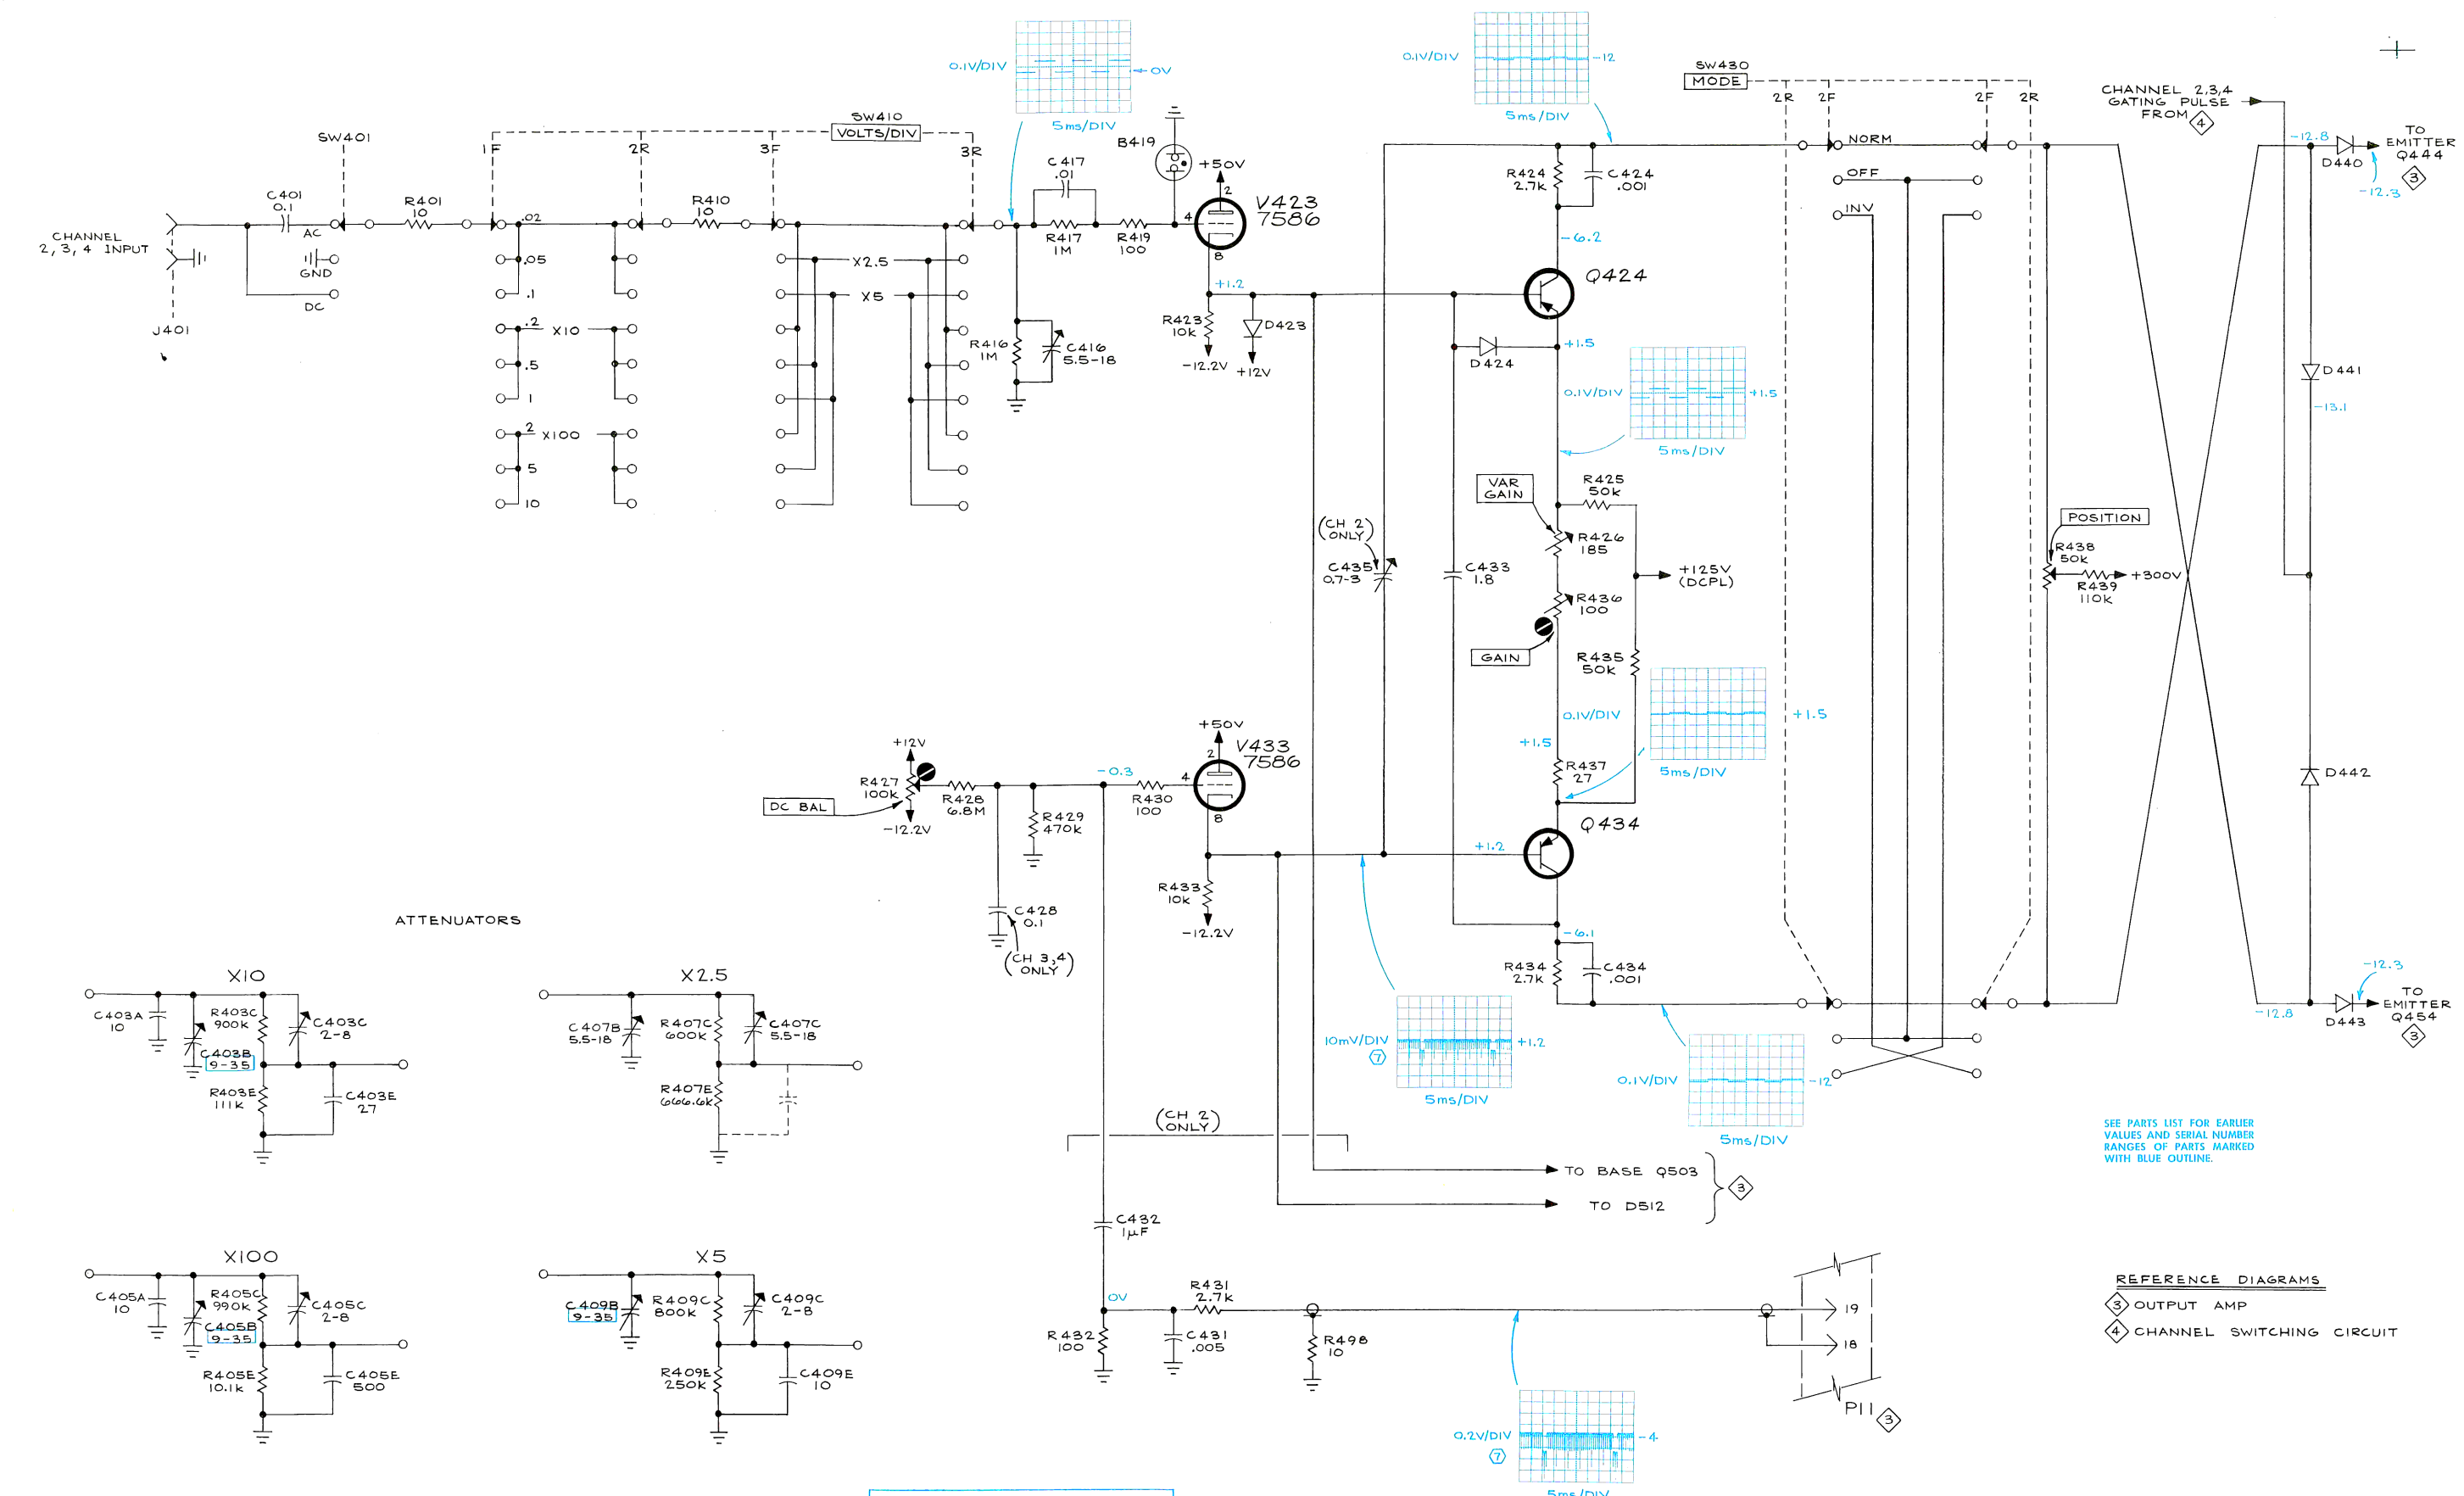 0.1V/DIV
0V
5ms/DIV
0.1V/DIV
-12
5ms/DIV
SW430
MODE
2R
2F
2F
2R
CHANNEL 2,3,4
GATING PULSE
FROM 4
-12.8
D440
TO
EMITTER
Q444
3
-12.3
SW401
SW410
VOLTS/DIV
1F
2R
3F
3R
B419
+50V
C417
.01
C401
0.1
AC
R401
10
.02
R410
10
R417
1M
R419
100
4
2
8
V423
7586
R424
2.7K
C424
.001
NORM
OFF
INV
CHANNEL
2, 3, 4 INPUT
GND
DC
J401
.05
.1
.2
X10
.5
1
2
X100
5
10
X2.5
X5
-6.2
Q424
+1.2
R423
10K
-12.2V
D423
+12V
R416
1M
C416
5.5-18
D424
+1.5
0.1V/DIV
+1.5
5ms/DIV
D441
-13.1
VAR
GAIN
R425
50K
(CH 2)
ONLY
R426
185
C435
0.7-3
C433
1.8
+125V
(DCPL)
R436
100
GAIN
R435
50K
POSITION
R438
50K
R439
110K
+300V
0.1V/DIV
+1.5
+1.5
5ms/DIV
R437
27
+12V
R427
100K
DC BAL
-12.2V
R428
6.8M
R429
470K
-0.3
R430
100
+50V
4
2
8
V433
7586
D442
Q434
+1.2
R433
10K
-12.2V
C428
0.1
(CH 3,4)
ONLY
-6.1
R434
2.7K
C434
.001
-12.3
TO
EMITTER
Q454
3
-12.8
D443
10mV/DIV
7
+1.2
5ms/DIV
0.1V/DIV
-12
5ms/DIV
ATTENUATORS
X10
C403A
10
R403C
900K
C403B
9-35
C403C
2-8
R403E
111K
C403E
27
X2.5
C407B
5.5-18
R407C
600K
C407C
5.5-18
R407E
666.6K
(CH 2)
ONLY
TO BASE Q503
TO D512
3
SEE PARTS LIST FOR EARLIER
VALUES AND SERIAL NUMBER
RANGES OF PARTS MARKED
WITH BLUE OUTLINE.
X100
C405A
10
R405C
990K
C405B
9-35
C405C
2-8
R405E
10.1K
C405E
500
X5
C409B
9-35
R409C
800K
C409C
2-8
R409E
250K
C409E
10
C432
1µF
0V
R431
2.7K
R432
100
C431
.005
R498
10
19
18
P11
3
0.2V/DIV
7
-4
5ms/DIV
REFERENCE DIAGRAMS
3 OUTPUT AMP
4 CHANNEL SWITCHING CIRCUIT